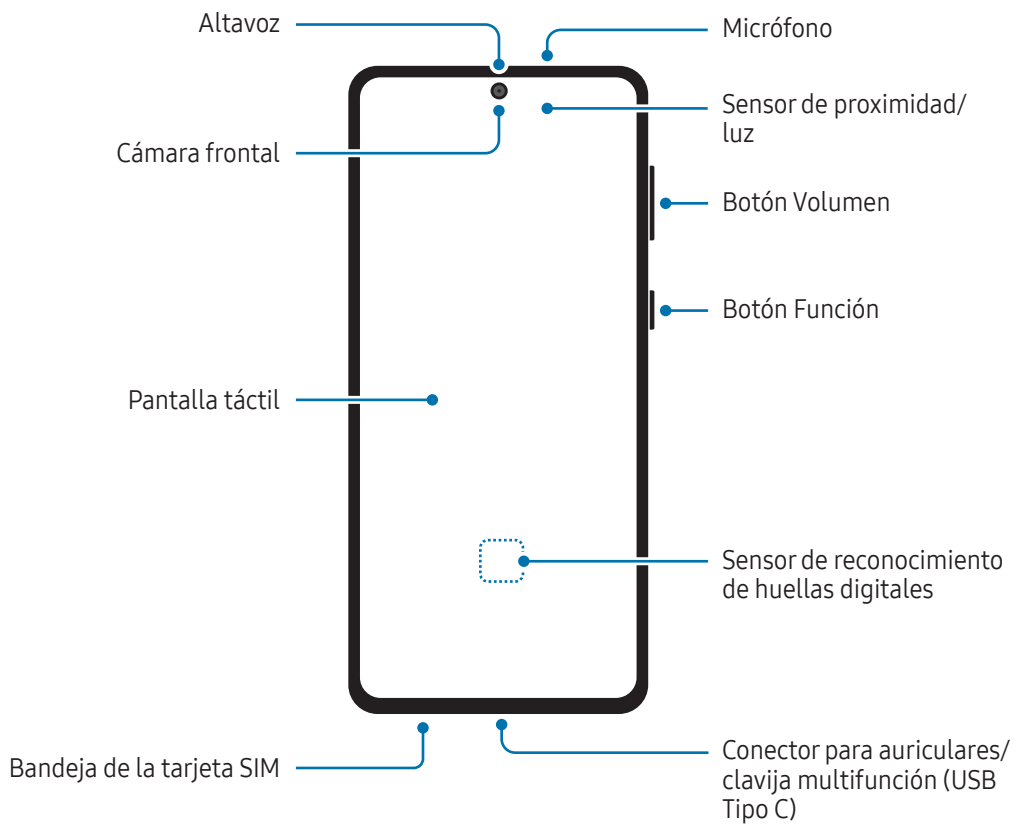 Altavoz
Micrófono
Sensor de proximidad/
luz
Cámara frontal
Botón Volumen
Botón Función
Pantalla táctil
Sensor de reconocimiento
de huellas digitales
Bandeja de la tarjeta SIM
Conector para auriculares/
clavija multifunción (USB
Tipo C)